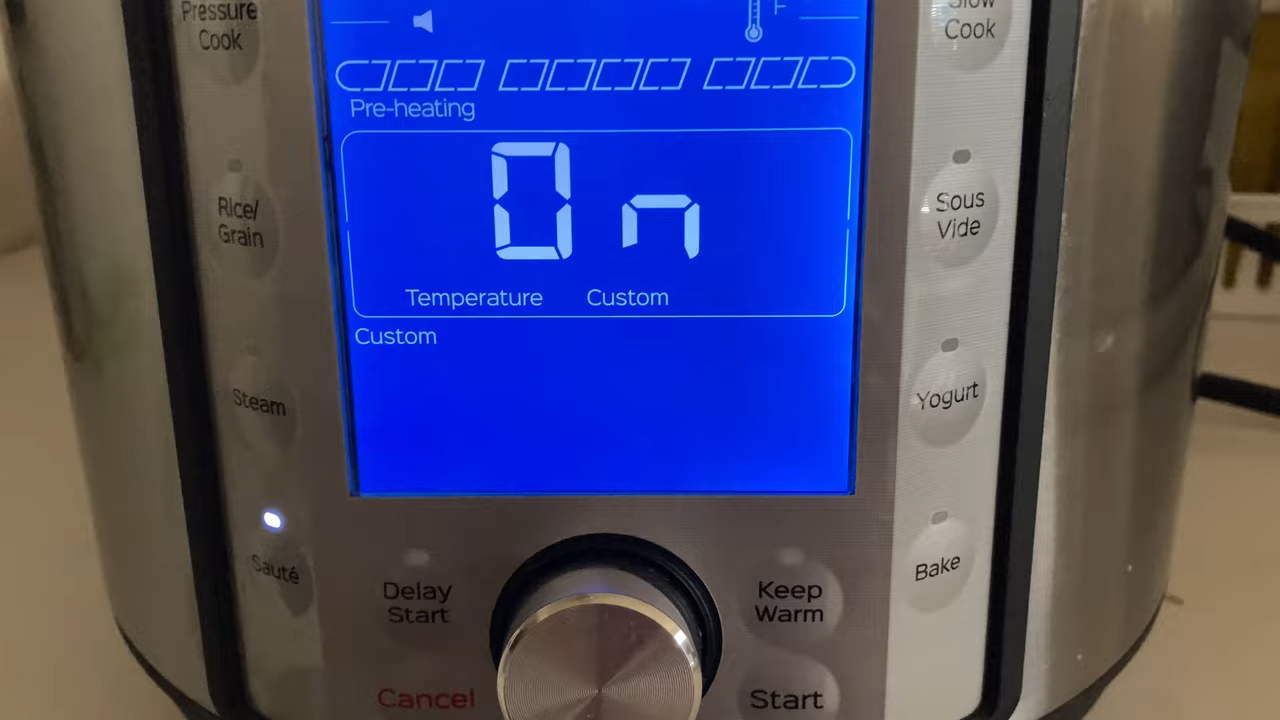 Pressure
Cook
°F
Slow
Cook
Pre-heating
On
Rice/
Grain
Sous
Vide
Temperature Custom
Custom
Steam
Yogurt
Sauté
Bake
Delay
Start
Keep
Warm
Cancel
Start